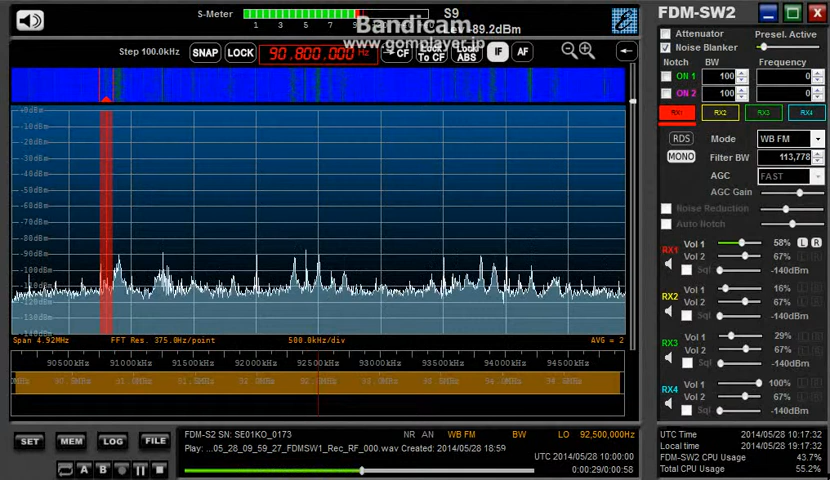 S-Meter
1 3 5 7 9
S9
Bandicam
-89.2dBm
FDM-SW2
www.gomplayer.jp
Step 100.0kHz
SNAP
LOCK
90.800.000 Hz
CF
To CF
LOCK
ABS
IF
AF
Attenuator
Presel. Active
Noise Blanker
Notch
BW
Frequency
ON 1
100
0
ON 2
100
0
RX1
RX2
RX3
RX4
RDS
Mode
WB FM
MONO
Filter BW
113,778
AGC
FAST
AGC Gain
Noise Reduction
Auto Notch
RX1
Vol 1
58%
L
R
Vol 2
67%
Sql
-140dBm
RX2
Vol 1
16%
Vol 2
67%
Sql
-140dBm
RX3
Vol 1
29%
Vol 2
67%
Sql
-140dBm
RX4
Vol 1
100%
Vol 2
67%
Sql
-140dBm
-20dBm
-30dBm
-40dBm
-50dBm
-60dBm
-70dBm
-80dBm
-90dBm
-100dBm
-110dBm
-120dBm
Span 4.92MHz
FFT Res. 375.0Hz/point
500.0kHz/div
AVG = 2
90500kHz
91000kHz
91500kHz
92000kHz
92500kHz
93000kHz
93500kHz
94000kHz
94500kHz
SET
MEM
LOG
FILE
A
B
FDM-S2 SN: SE01KO_0173
NR
AN
WB FM
BW
LO
92,500,000Hz
Play: ...05_28_09_59_27_FDMSW1_Rec_RF_000.wav Created: 2014/05/28 18:59
UTC 2014/05/28 10:00:00
0:00:29/0:00:58
UTC Time
2014/05/28 10:17:32
Local time
2014/05/28 19:17:32
FDM-SW2 CPU Usage
43.7%
Total CPU Usage
55.2%